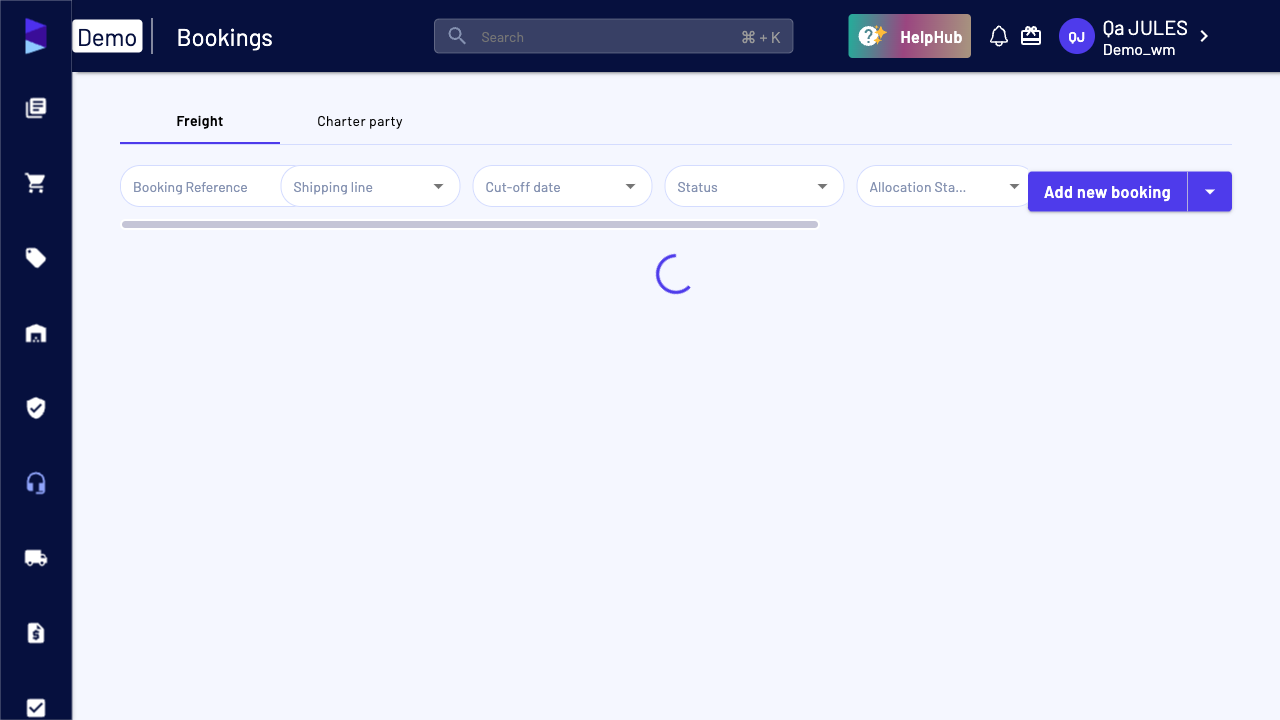 Demo
Bookings
Search
⌘ + K
HelpHub
QJ
Qa JULES
Demo_wm
Freight
Charter party
Booking Reference
Shipping line
Cut-off date
Status
Allocation Sta...
Add new booking